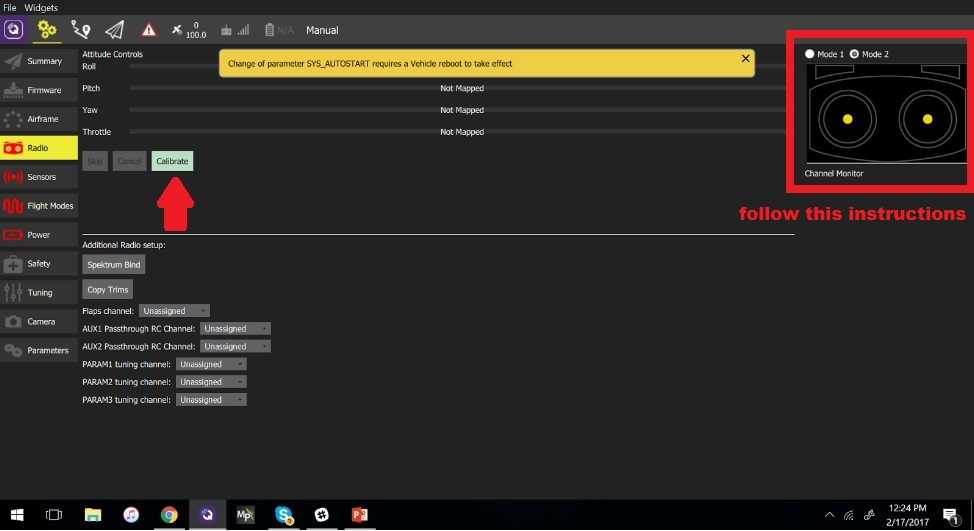 File Widgets
0
100.0
N/A
Manual
Summary
Firmware
Airframe
Radio
Sensors
Flight Modes
Power
Safety
Tuning
Camera
Parameters
Attitude Controls
Roll
Change of parameter SYS_AUTOSTART requires a Vehicle reboot to take effect
Pitch Not Mapped
Yaw Not Mapped
Throttle Not Mapped
Skip Cancel Calibrate
Mode 1 Mode 2
Channel Monitor
follow this instructions
Additional Radio setup:
Spektrum Bind
Copy Trims
Flaps channel: Unassigned
AUX1 Passthrough RC Channel: Unassigned
AUX2 Passthrough RC Channel: Unassigned
PARAM1 tuning channel: Unassigned
PARAM2 tuning channel: Unassigned
PARAM3 tuning channel: Unassigned
12:24 PM
2/17/2017